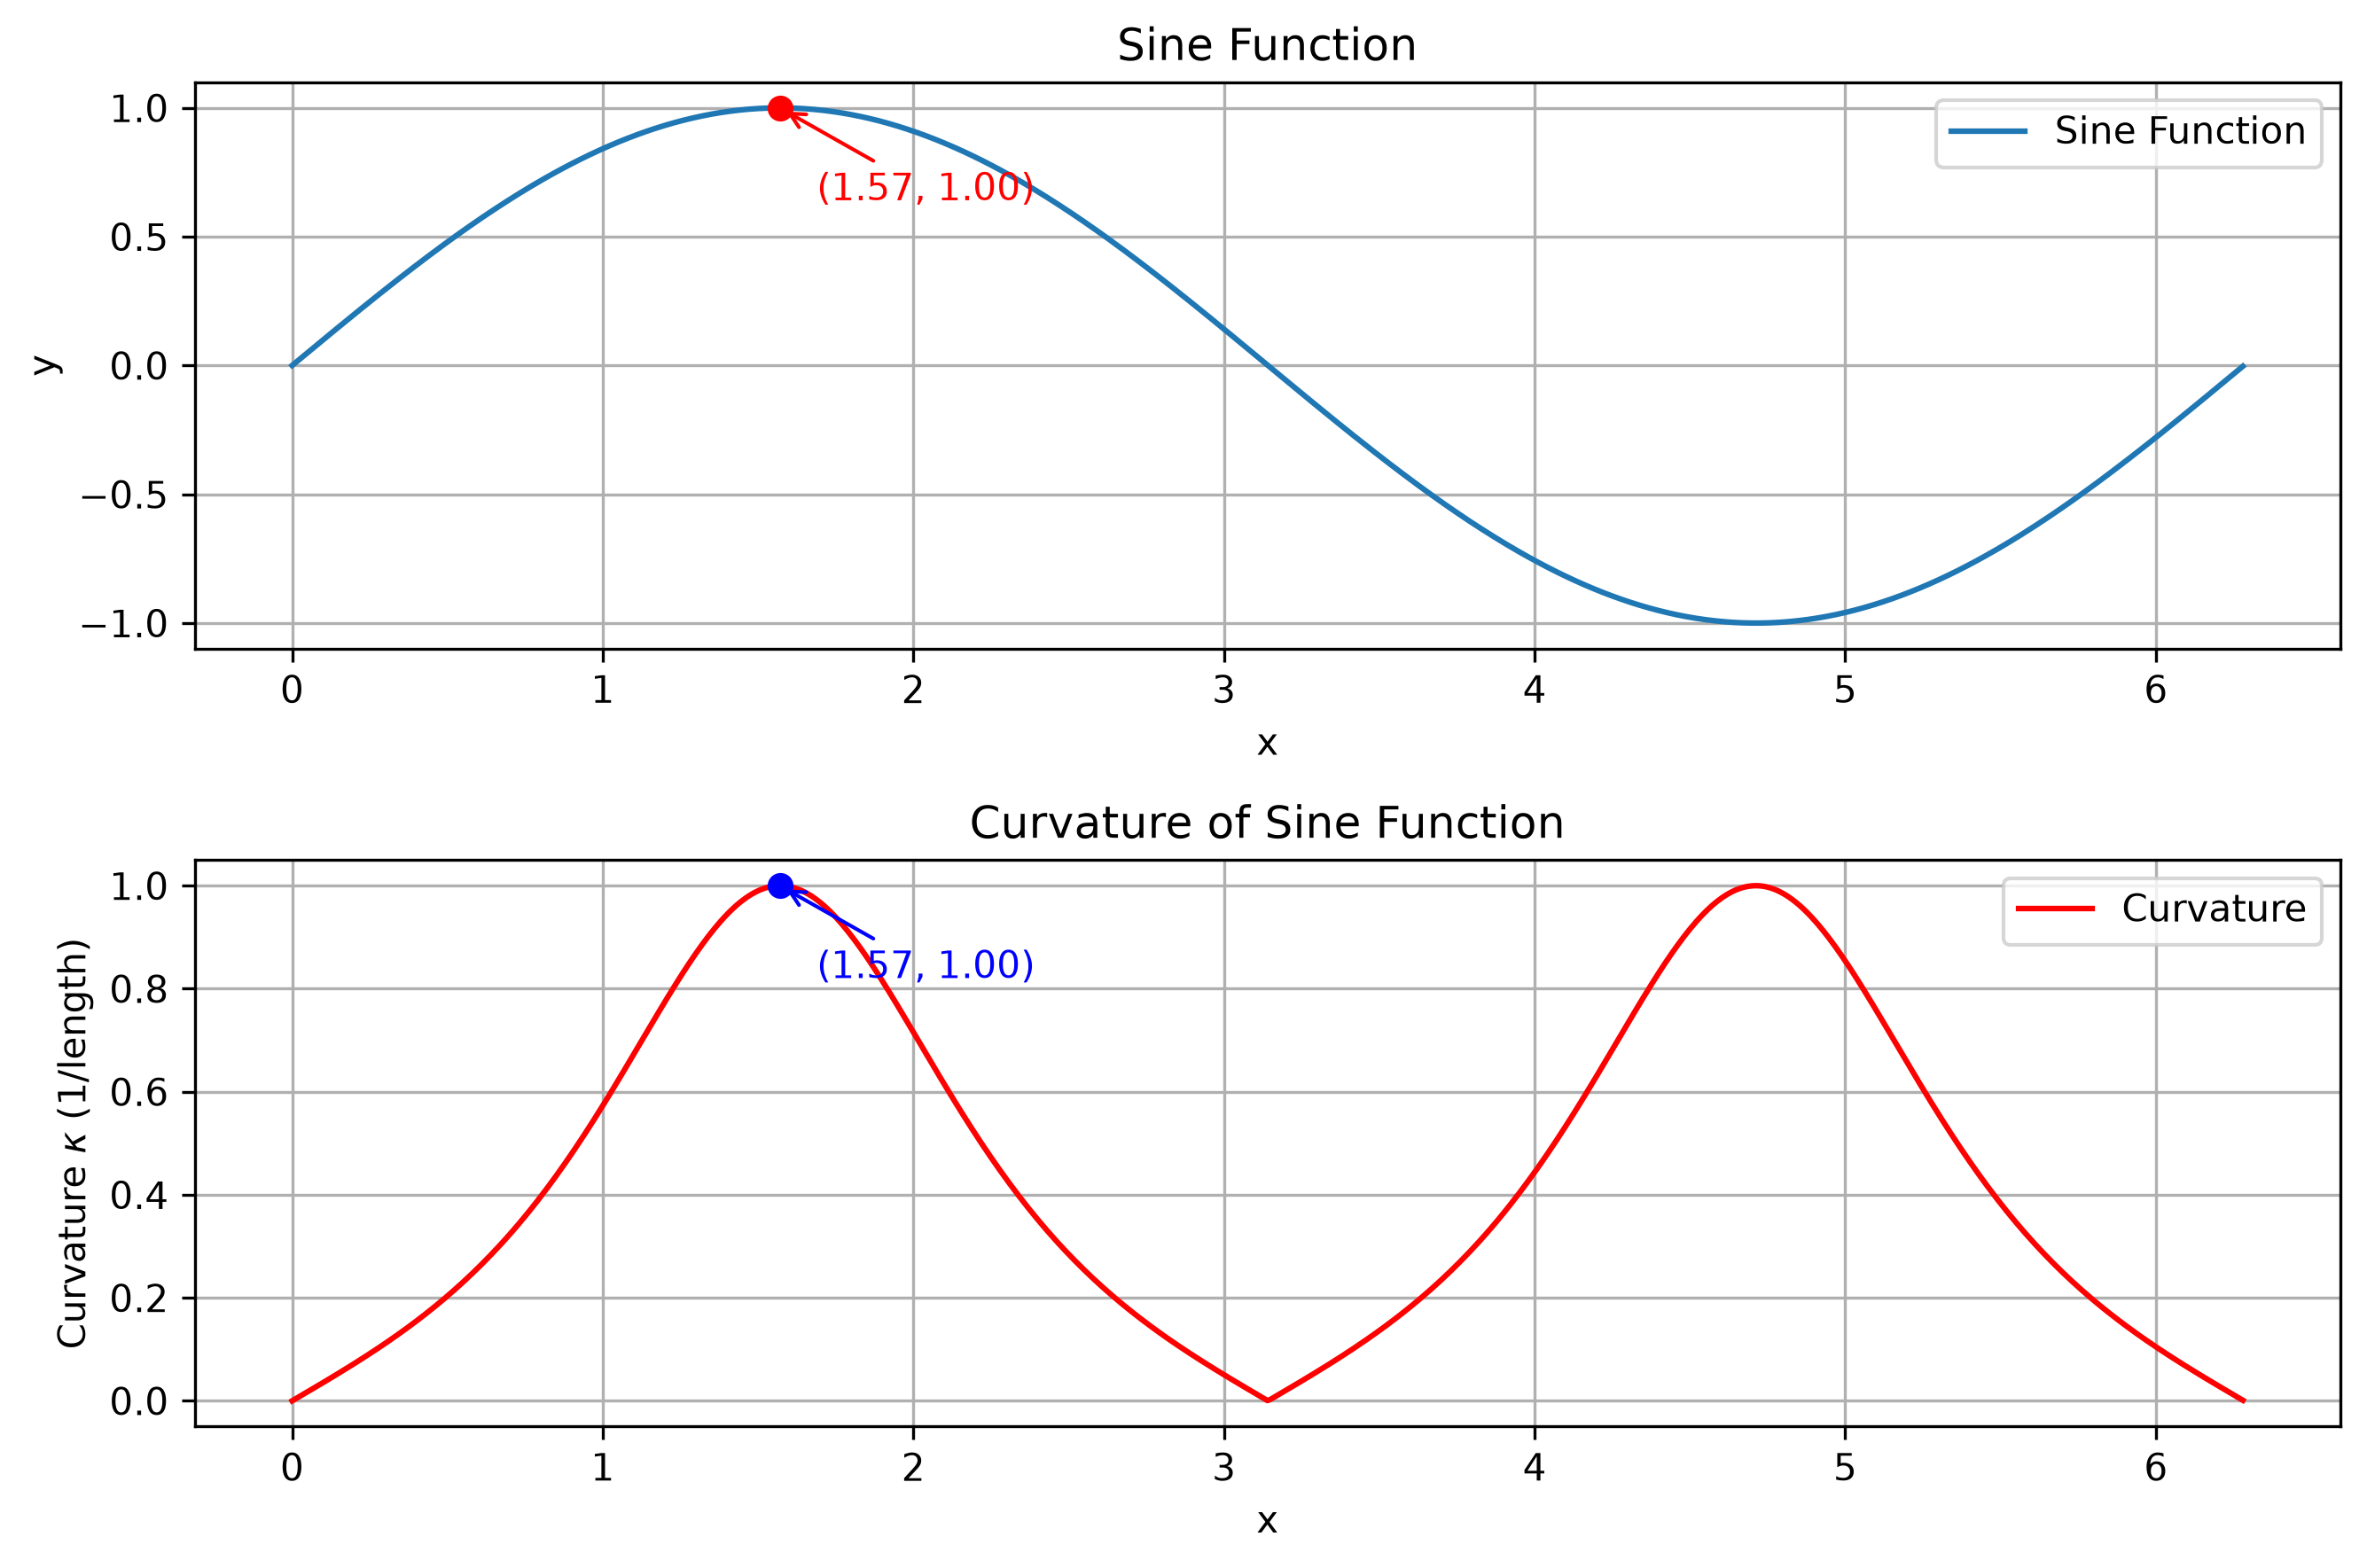 Sine Function
1.0
0.5
0.0
−0.5
−1.0
y
Sine Function
(1.57, 1.00)
0 1 2 3 4 5 6
x
Curvature of Sine Function
1.0
0.8
0.6
0.4
0.2
0.0
Curvature κ (1/length)
Curvature
(1.57, 1.00)
0 1 2 3 4 5 6
x